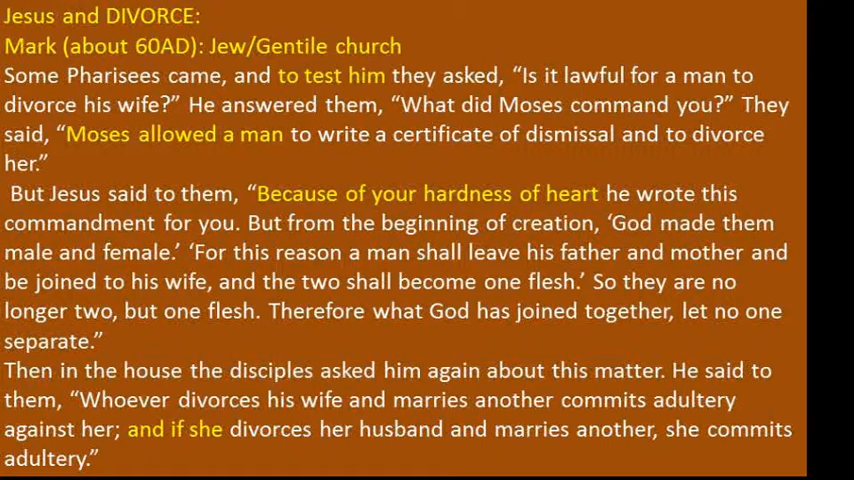 Jesus and DIVORCE:
Mark (about 60AD): Jew/Gentile church
Some Pharisees came, and to test him they asked, “Is it lawful for a man to
divorce his wife?” He answered them, “What did Moses command you?” They
said, “Moses allowed a man to write a certificate of dismissal and to divorce
her.”
But Jesus said to them, “Because of your hardness of heart he wrote this
commandment for you. But from the beginning of creation, ‘God made them
male and female.’ ‘For this reason a man shall leave his father and mother and
be joined to his wife, and the two shall become one flesh.’ So they are no
longer two, but one flesh. Therefore what God has joined together, let no one
separate.”
Then in the house the disciples asked him again about this matter. He said to
them, “Whoever divorces his wife and marries another commits adultery
against her; and if she divorces her husband and marries another, she commits
adultery.”